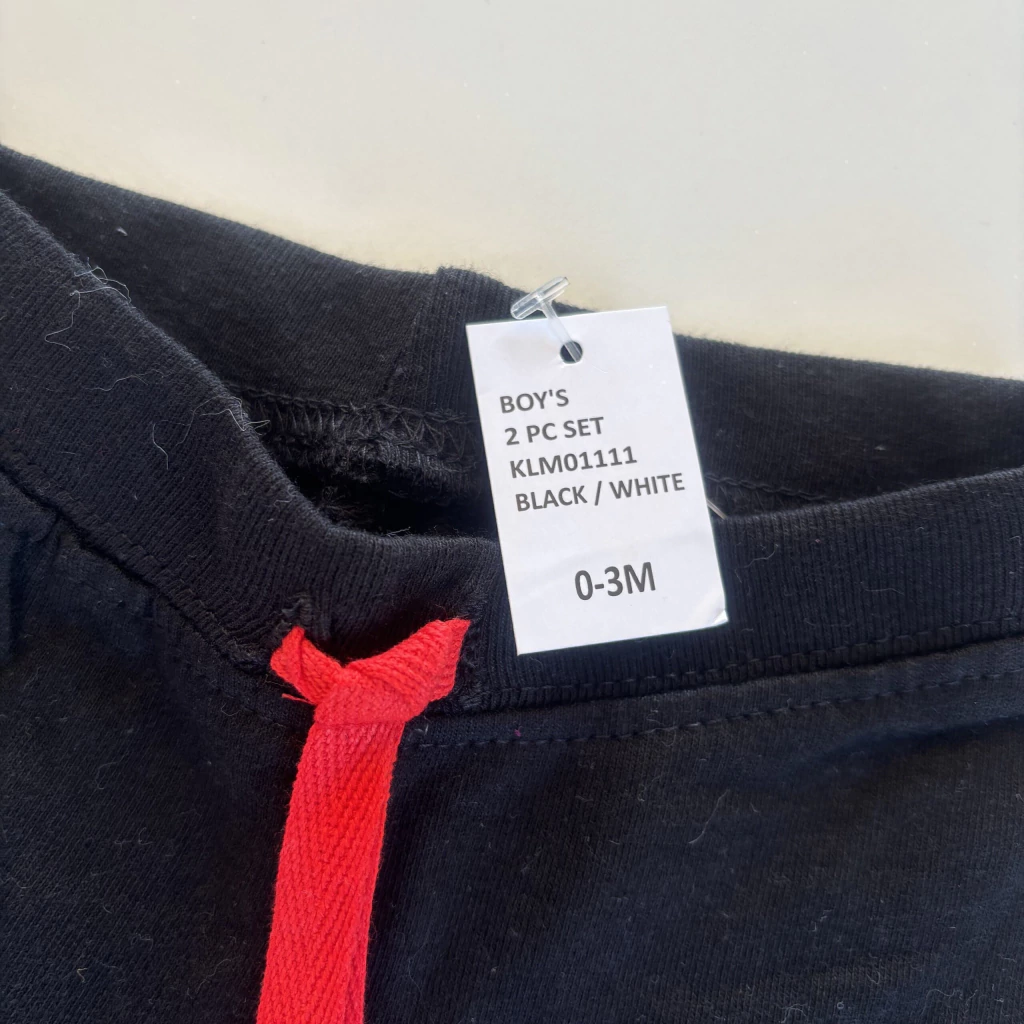 BOY'S
2 PC SET
KLM01111
BLACK / WHITE
0-3M